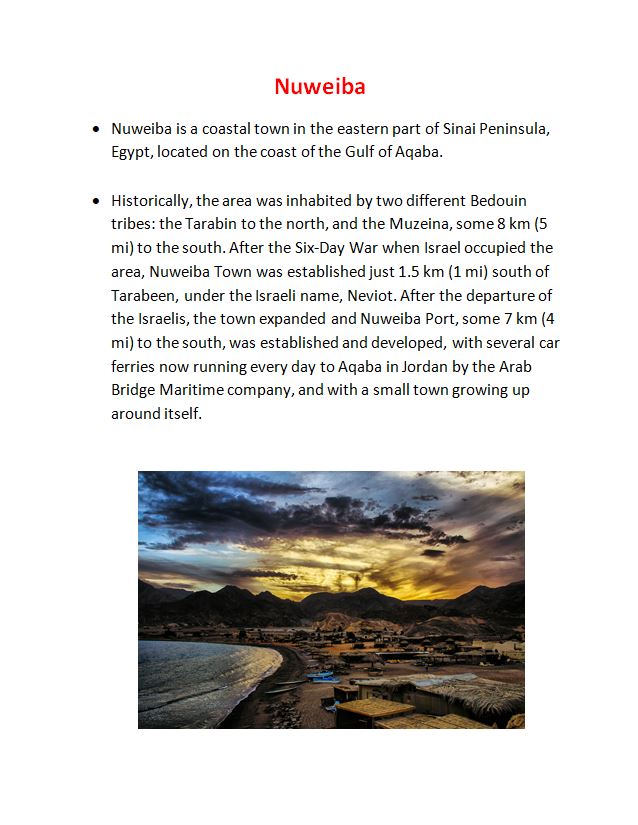 Nuweiba
• Nuweiba is a coastal town in the eastern part of Sinai Peninsula,
Egypt, located on the coast of the Gulf of Aqaba.
• Historically, the area was inhabited by two different Bedouin
tribes: the Tarabin to the north, and the Muzeina, some 8 km (5
mi) to the south. After the Six-Day War when Israel occupied the
area, Nuweiba Town was established just 1.5 km (1 mi) south of
Tarabeen, under the Israeli name, Neviot. After the departure of
the Israelis, the town expanded and Nuweiba Port, some 7 km (4
mi) to the south, was established and developed, with several car
ferries now running every day to Aqaba in Jordan by the Arab
Bridge Maritime company, and with a small town growing up
around itself.